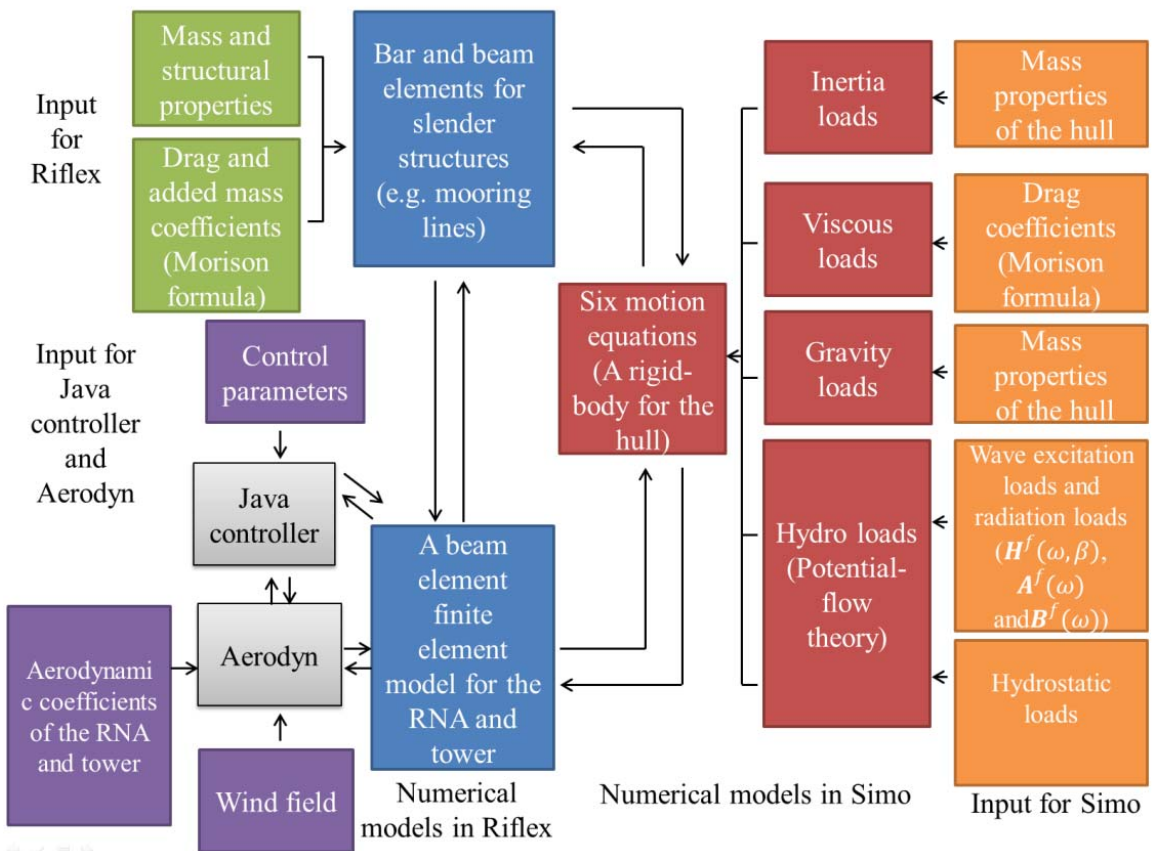 Input
for
Riflex
Mass and
structural
properties
Drag and
added mass
coefficients
(Morison
formula)
Bar and beam
elements for
slender
structures
(e.g. mooring
lines)
Inertia
loads
Mass
properties
of the hull
Viscous
loads
Drag
coefficients
(Morison
formula)
Six motion
equations
(A rigid-
body for the
hull)
Gravity
loads
Mass
properties
of the hull
Input for
Java
controller
and
Aerodyn
Control
parameters
Java
controller
Aerodyn
Aerodynami
c coefficients
of the RNA
and tower
Wind field
A beam
element
finite
element
model for the
RNA and
tower
Hydro loads
(Potential-
flow
theory)
Wave excitation
loads and
radiation loads
(H^f(ω, β),
A^f(ω)
andB^f(ω))
Hydrostatic
loads
Numerical
models in Riflex
Numerical models in Simo
Input for Simo